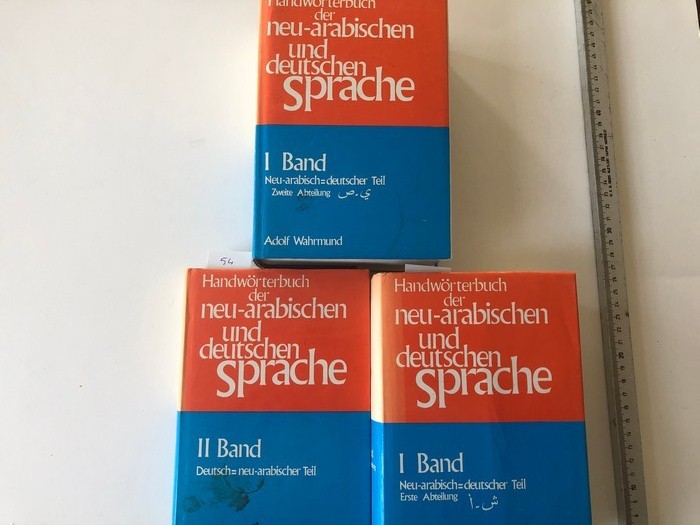 Handwörterbuch
der
neu-arabischen
und
deutschen
sprache
I Band
Neu-arabisch=deutscher Teil
Zweite Abteilung ي-ص
Adolf Wahrmund
54
Handwörterbuch
der
neu-arabischen
und
deutschen
sprache
II Band
Deutsch=neu-arabischer Teil
Handwörterbuch
der
neu-arabischen
und
deutschen
sprache
I Band
Neu-arabisch=deutscher Teil
Erste Abteilung ش-أ